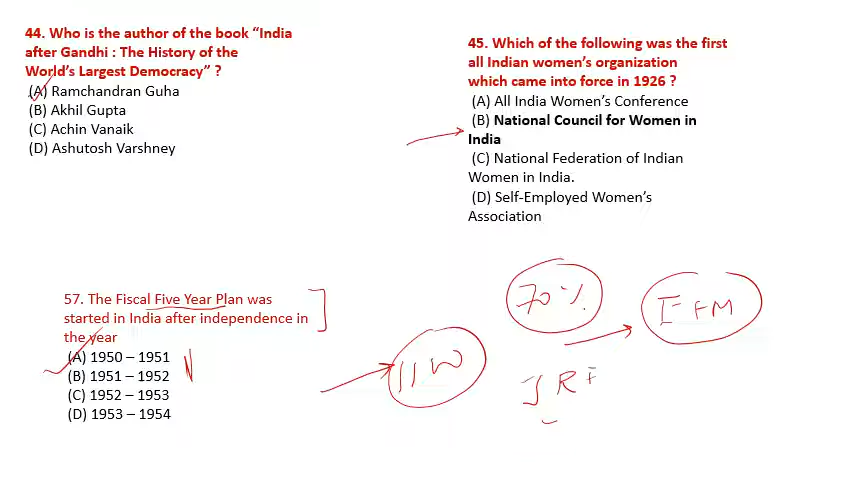 44. Who is the author of the book “India
after Gandhi : The History of the
World’s Largest Democracy” ?
(A) Ramchandran Guha
(B) Akhil Gupta
(C) Achin Vanaik
(D) Ashutosh Varshney
45. Which of the following was the first
all Indian women’s organization
which came into force in 1926 ?
(A) All India Women’s Conference
(B) National Council for Women in
India
(C) National Federation of Indian
Women in India.
(D) Self-Employed Women’s
Association
57. The Fiscal Five Year Plan was
started in India after independence in
the year
(A) 1950 – 1951
(B) 1951 – 1952
(C) 1952 – 1953
(D) 1953 – 1954
70%
JRF